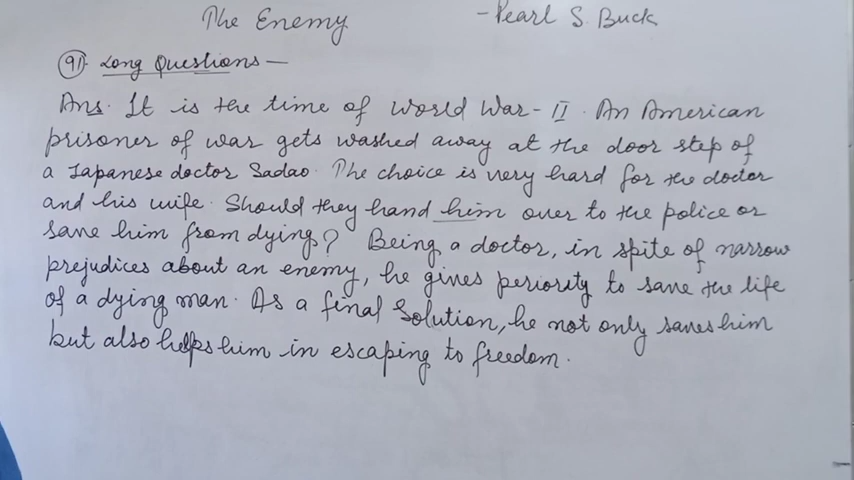 The Enemy - Pearl S. Buck
91. Long Questions —
Ans. It is the time of World War - II. An American
prisoner of war gets washed away at the door step of
a Japanese doctor Sadao. The choice is very hard for the doctor
and his wife. Should they hand him over to the police or
save him from dying? Being a doctor, in spite of narrow
prejudices about an enemy, he gives periority to save the life
of a dying man. As a final Solution, he not only saves him
but also helps him in escaping to freedom.